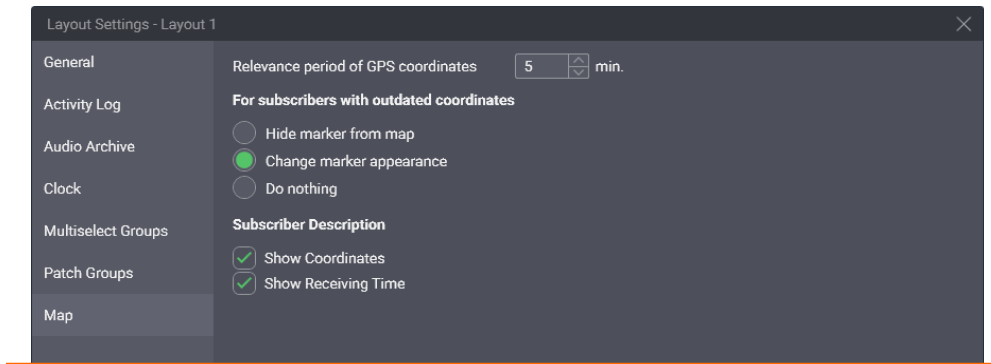 Layout Settings - Layout 1
General
Activity Log
Audio Archive
Clock
Multiselect Groups
Patch Groups
Map
Relevance period of GPS coordinates 5 min.
For subscribers with outdated coordinates
Hide marker from map
Change marker appearance
Do nothing
Subscriber Description
Show Coordinates
Show Receiving Time